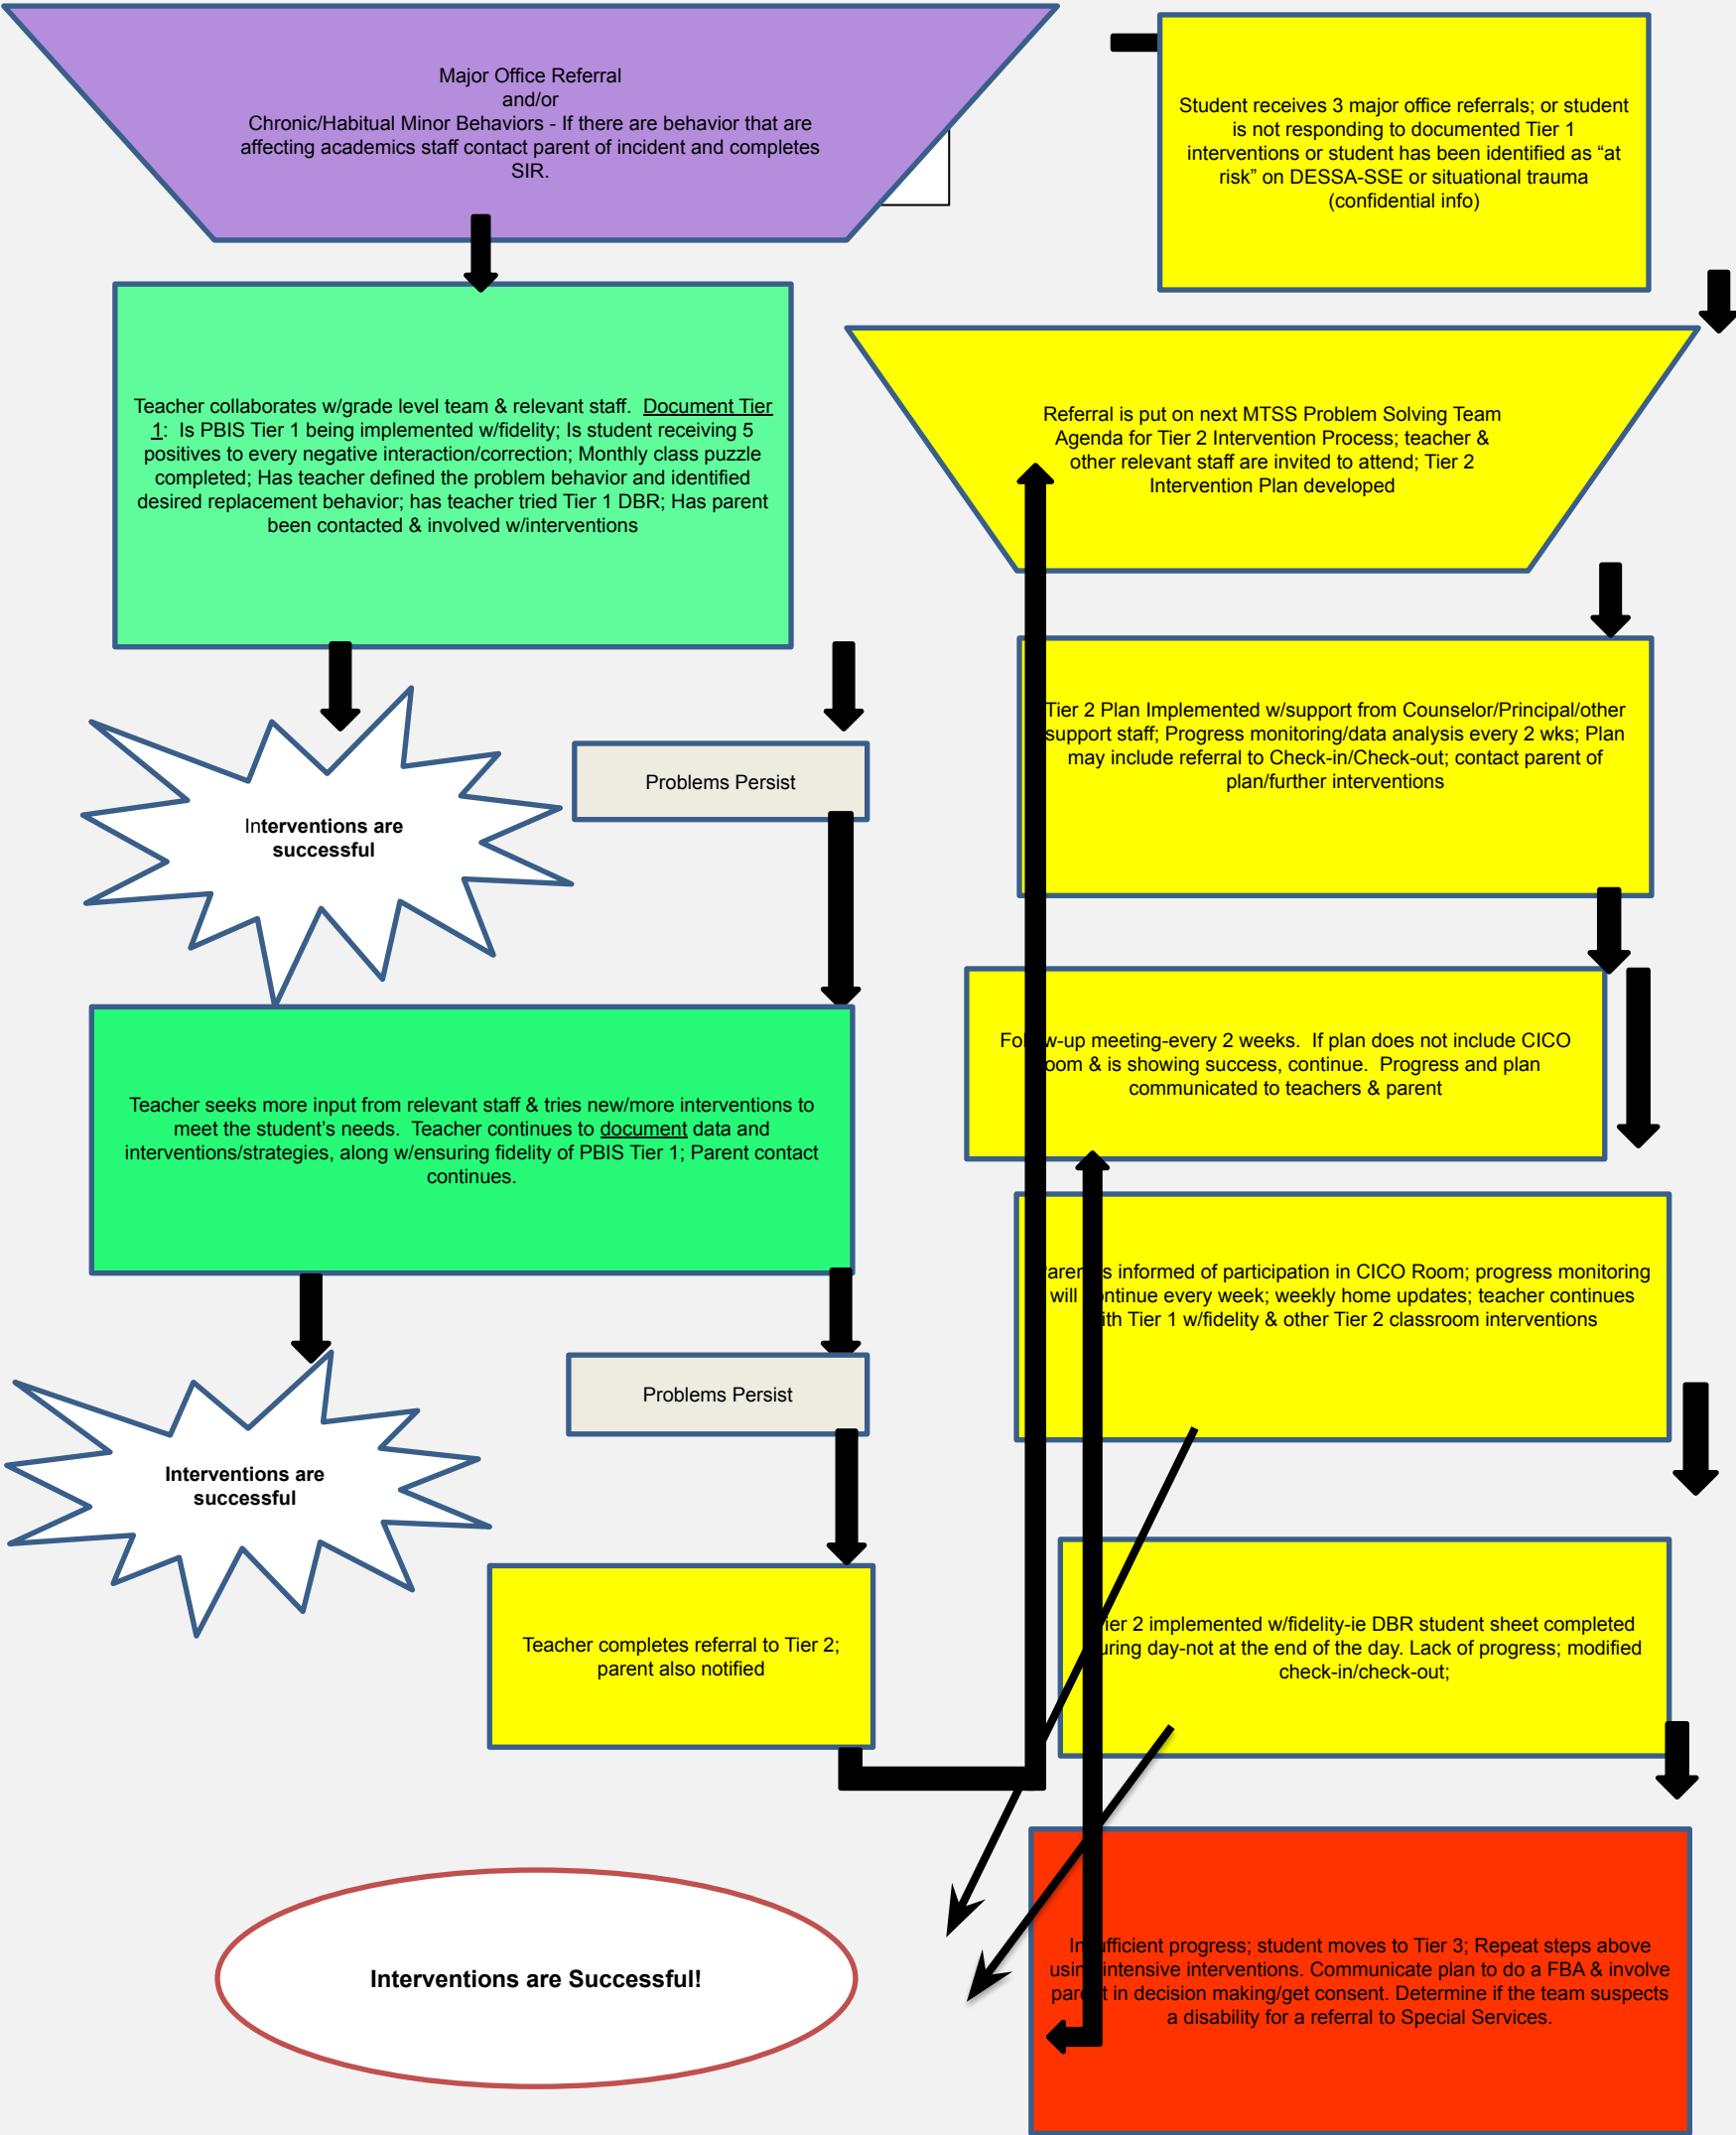 Major Office Referral
and/or
Chronic/Habitual Minor Behaviors - If there are behavior that are
affecting academics staff contact parent of incident and completes
SIR.
Teacher collaborates w/grade level team & relevant staff.  Document Tier
1:  Is PBIS Tier 1 being implemented w/fidelity; Is student receiving 5
positives to every negative interaction/correction; Monthly class puzzle
completed; Has teacher defined the problem behavior and identified
desired replacement behavior; has teacher tried Tier 1 DBR; Has parent
been contacted & involved w/interventions
Interventions are
successful
Problems Persist
Teacher seeks more input from relevant staff & tries new/more interventions to
meet the student’s needs.  Teacher continues to document data and
interventions/strategies, along w/ensuring fidelity of PBIS Tier 1; Parent contact
continues.
Interventions are
successful
Problems Persist
Teacher completes referral to Tier 2;
parent also notified
Interventions are Successful!
Student receives 3 major office referrals; or student
is not responding to documented Tier 1
interventions or student has been identified as “at
risk” on DESSA-SSE or situational trauma
(confidential info)
Referral is put on next MTSS Problem Solving Team
Agenda for Tier 2 Intervention Process; teacher &
other relevant staff are invited to attend; Tier 2
Intervention Plan developed
Tier 2 Plan Implemented w/support from Counselor/Principal/other
support staff; Progress monitoring/data analysis every 2 wks; Plan
may include referral to Check-in/Check-out; contact parent of
plan/further interventions
Follow-up meeting-every 2 weeks.  If plan does not include CICO
room & is showing success, continue.  Progress and plan
communicated to teachers & parent
informed of participation in CICO Room; progress monitoring
will continue every week; weekly home updates; teacher continues
with Tier 1 w/fidelity & other Tier 2 classroom interventions
Tier 2 implemented w/fidelity-ie DBR student sheet completed
during day-not at the end of the day. Lack of progress; modified
check-in/check-out;
Insufficient progress; student moves to Tier 3; Repeat steps above
using intensive interventions. Communicate plan to do a FBA & involve
parent in decision making/get consent. Determine if the team suspects
a disability for a referral to Special Services.